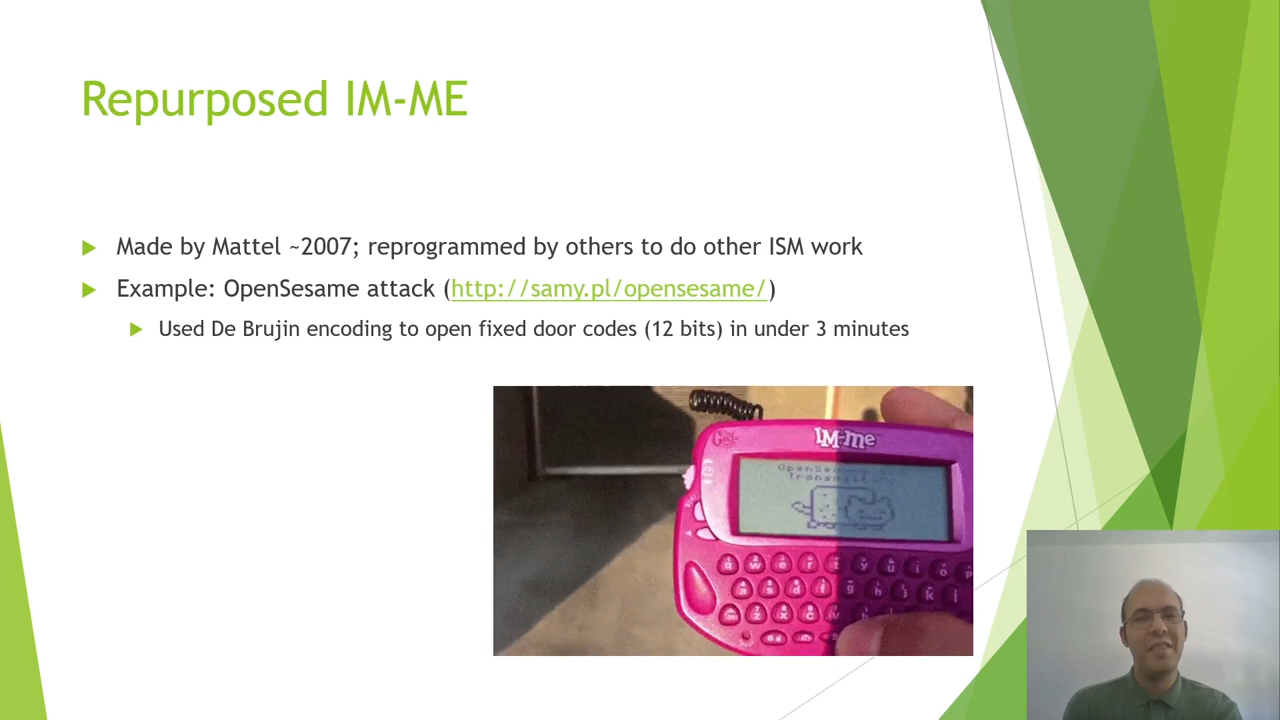 Repurposed IM-ME
Made by Mattel ~2007; reprogrammed by others to do other ISM work
Example: OpenSesame attack (http://samy.pl/opensesame/)
Used De Brujin encoding to open fixed door codes (12 bits) in under 3 minutes
IM-me
q w e r t y u i o p
a s d f g h j k l
z x c v